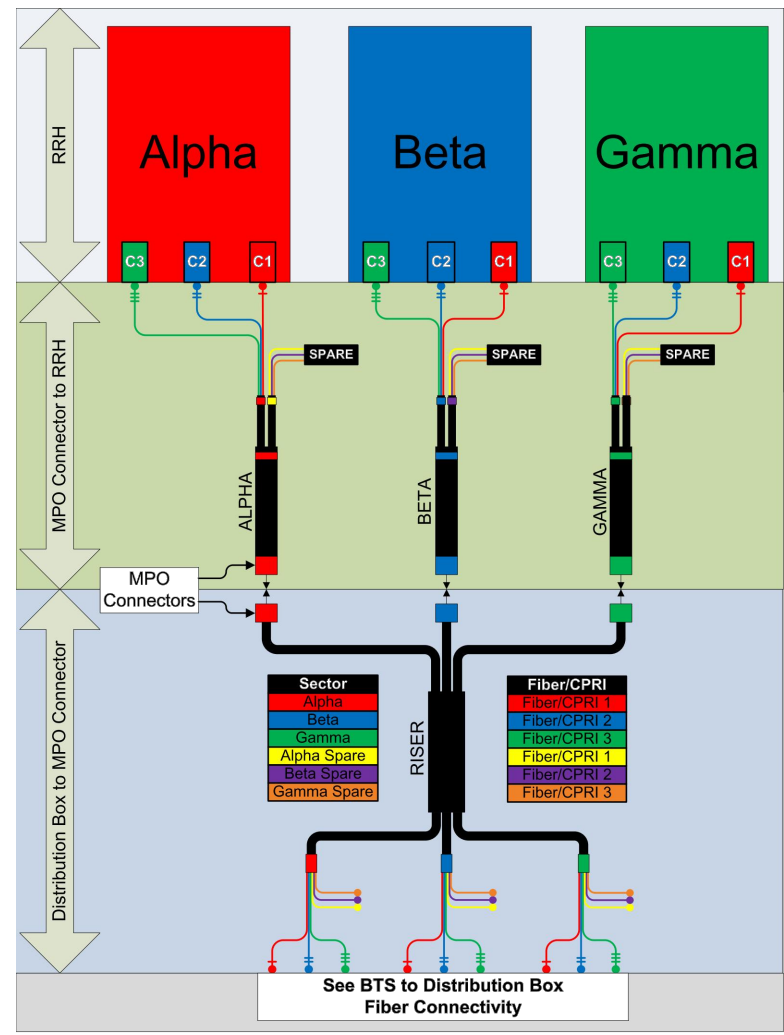 RRH
Alpha
Beta
Gamma
C3
C2
C1
C3
C2
C1
C3
C2
C1
MPO Connector to RRH
SPARE
SPARE
SPARE
ALPHA
BETA
GAMMA
MPO
Connectors
Distribution Box to MPO Connector
Sector
Alpha
Beta
Gamma
Alpha Spare
Beta Spare
Gamma Spare
RISER
Fiber/CPRI
Fiber/CPRI 1
Fiber/CPRI 2
Fiber/CPRI 3
Fiber/CPRI 1
Fiber/CPRI 2
Fiber/CPRI 3
See BTS to Distribution Box
Fiber Connectivity